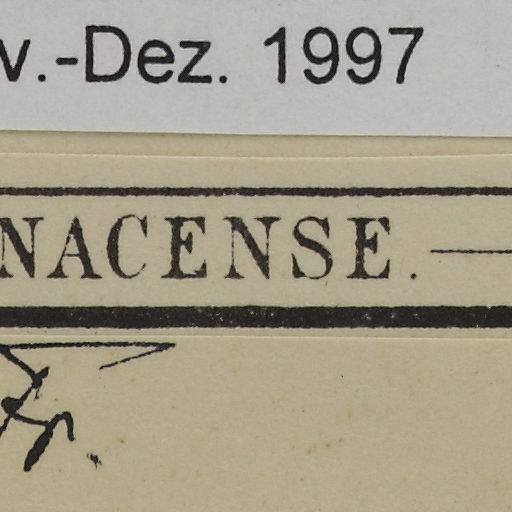 v.-Dez. 1997
NACENSE. —